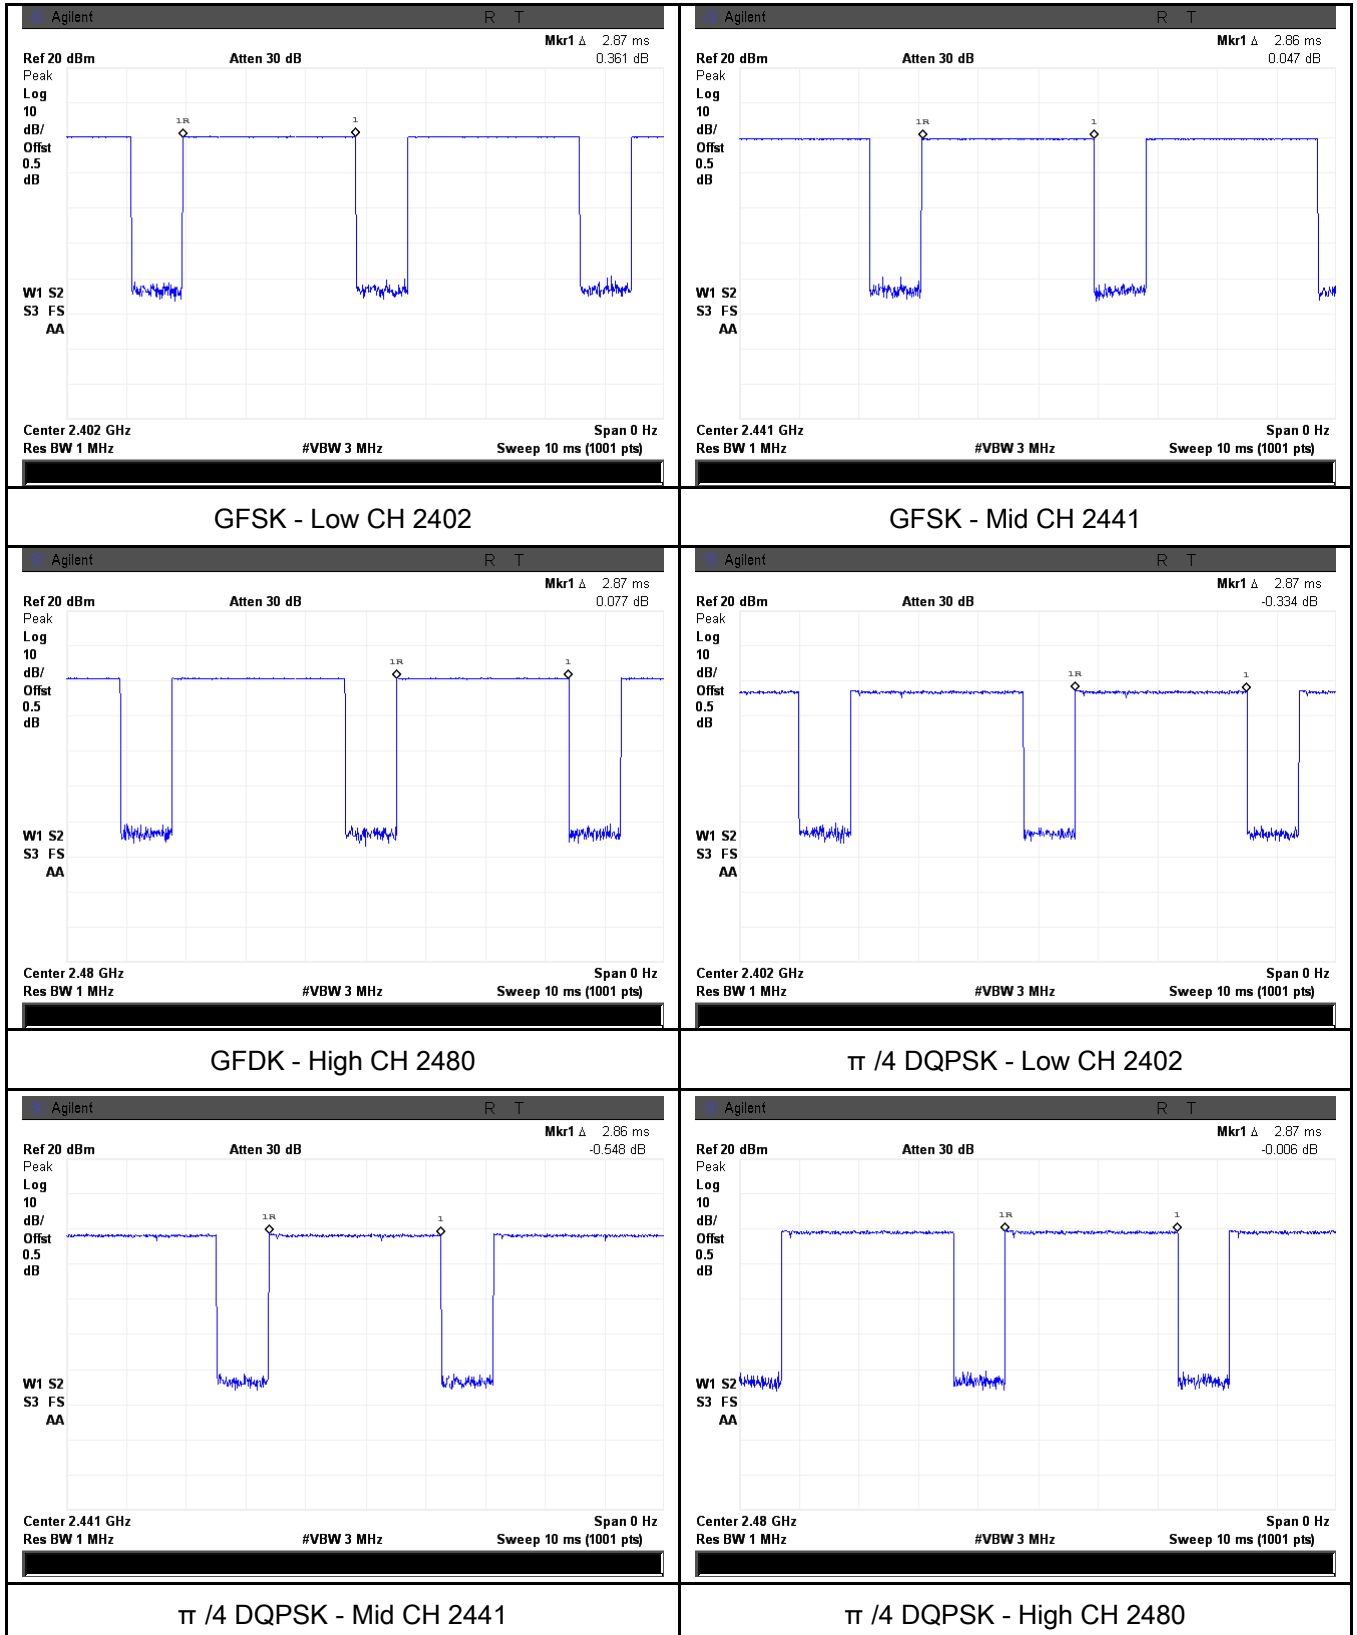 Agilent R T
Mkr1 Δ 2.87 ms
Ref 20 dBm Atten 30 dB 0.361 dB
Peak
Log
10
dB/
Offst
0.5
dB
1R 1
W1 S2
S3 FS
AA
Center 2.402 GHz Span 0 Hz
Res BW 1 MHz #VBW 3 MHz Sweep 10 ms (1001 pts)
GFSK - Low CH 2402
Agilent R T
Mkr1 Δ 2.86 ms
Ref 20 dBm Atten 30 dB 0.047 dB
Peak
Log
10
dB/
Offst
0.5
dB
1R 1
W1 S2
S3 FS
AA
Center 2.441 GHz Span 0 Hz
Res BW 1 MHz #VBW 3 MHz Sweep 10 ms (1001 pts)
GFSK - Mid CH 2441
Agilent R T
Mkr1 Δ 2.87 ms
Ref 20 dBm Atten 30 dB 0.077 dB
Peak
Log
10
dB/
Offst
0.5
dB
1R 1
W1 S2
S3 FS
AA
Center 2.48 GHz Span 0 Hz
Res BW 1 MHz #VBW 3 MHz Sweep 10 ms (1001 pts)
GFDK - High CH 2480
Agilent R T
Mkr1 Δ 2.87 ms
Ref 20 dBm Atten 30 dB -0.334 dB
Peak
Log
10
dB/
Offst
0.5
dB
1R 1
W1 S2
S3 FS
AA
Center 2.402 GHz Span 0 Hz
Res BW 1 MHz #VBW 3 MHz Sweep 10 ms (1001 pts)
π /4 DQPSK - Low CH 2402
Agilent R T
Mkr1 Δ 2.86 ms
Ref 20 dBm Atten 30 dB -0.548 dB
Peak
Log
10
dB/
Offst
0.5
dB
1R 1
W1 S2
S3 FS
AA
Center 2.441 GHz Span 0 Hz
Res BW 1 MHz #VBW 3 MHz Sweep 10 ms (1001 pts)
π /4 DQPSK - Mid CH 2441
Agilent R T
Mkr1 Δ 2.87 ms
Ref 20 dBm Atten 30 dB -0.006 dB
Peak
Log
10
dB/
Offst
0.5
dB
1R 1
W1 S2
S3 FS
AA
Center 2.48 GHz Span 0 Hz
Res BW 1 MHz #VBW 3 MHz Sweep 10 ms (1001 pts)
π /4 DQPSK - High CH 2480